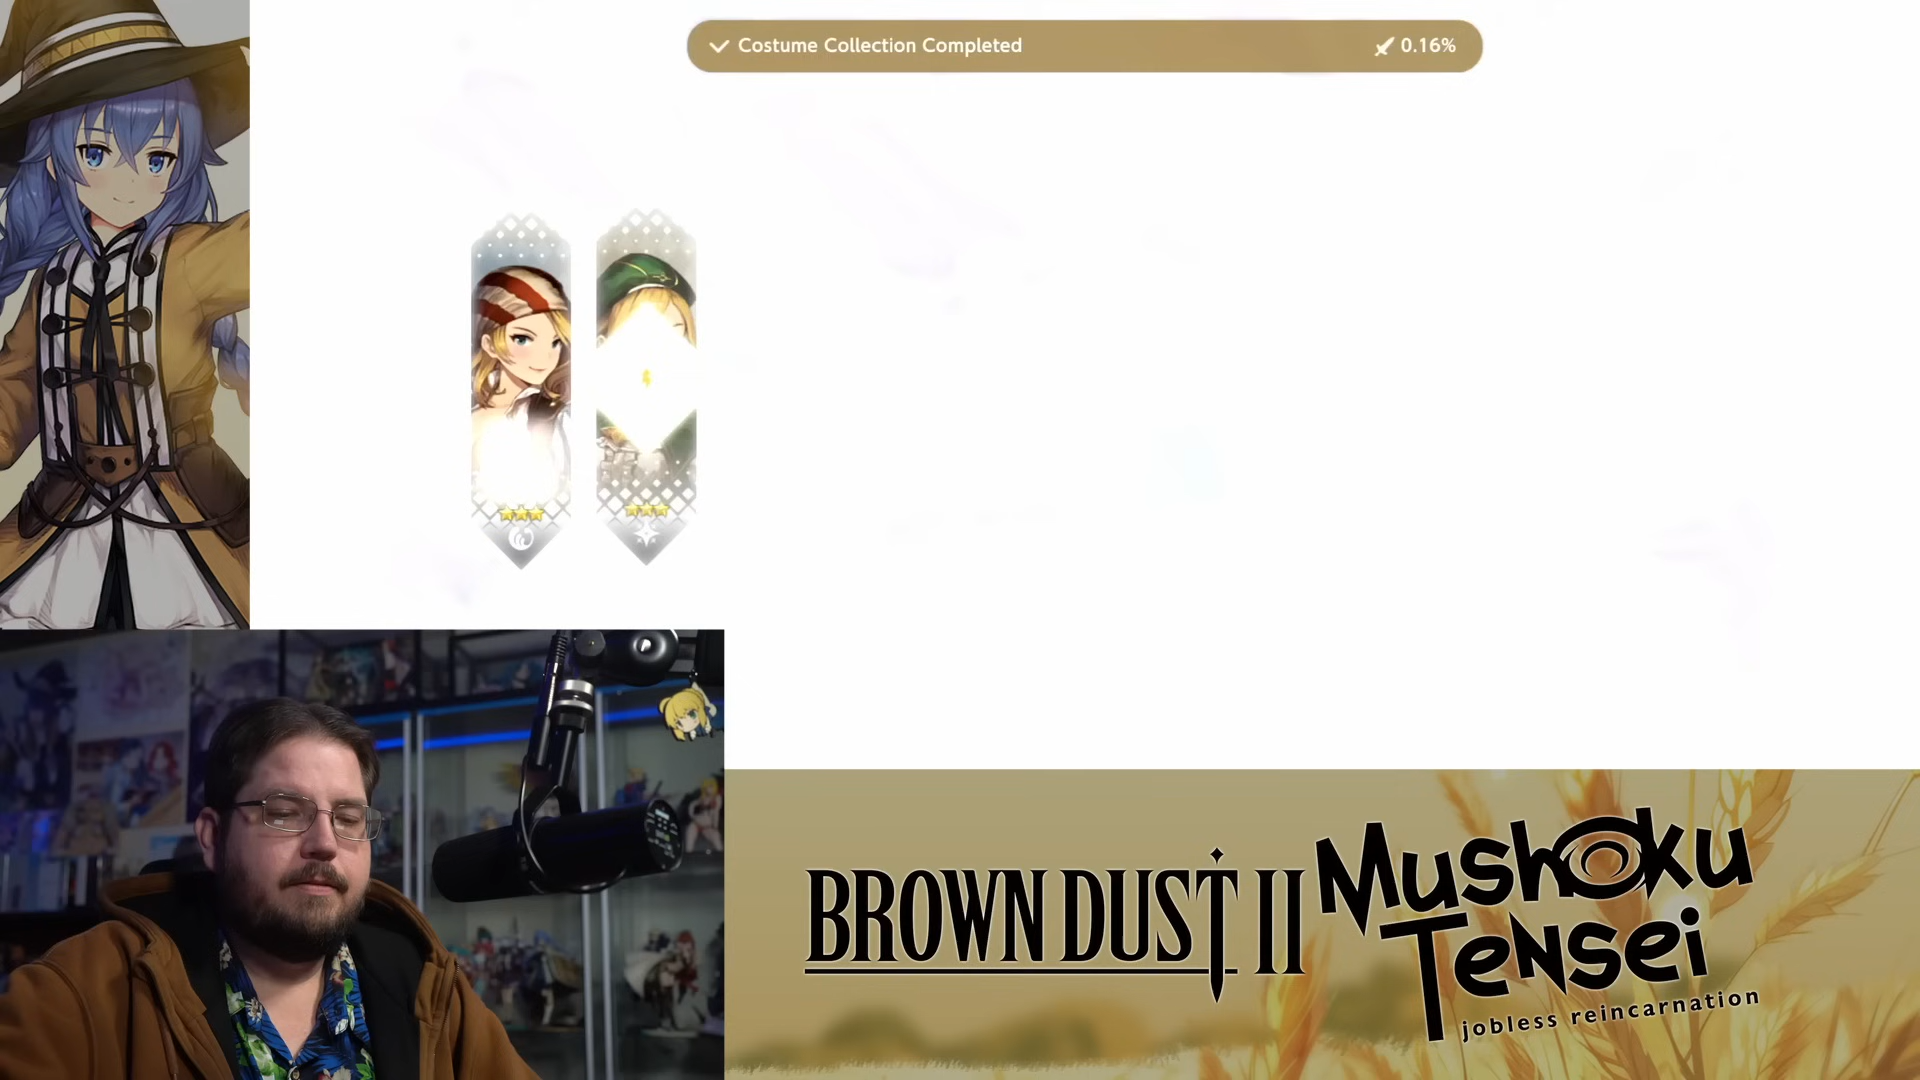 Costume Collection Completed 0.16%
BROWN DUST II
Mushoku
Tensei
jobless reincarnation